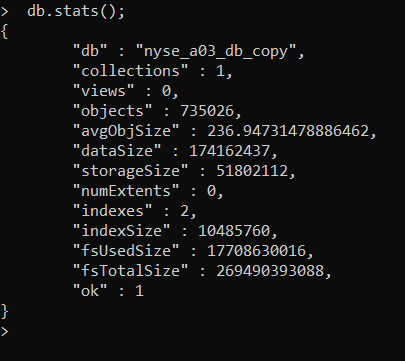 >  db.stats();
{
        "db" : "nyse_a03_db_copy",
        "collections" : 1,
        "views" : 0,
        "objects" : 735026,
        "avgObjSize" : 236.94731478886462,
        "dataSize" : 174162437,
        "storageSize" : 51802112,
        "numExtents" : 0,
        "indexes" : 2,
        "indexSize" : 10485760,
        "fsUsedSize" : 17708630016,
        "fsTotalSize" : 269490393088,
        "ok" : 1
}
>